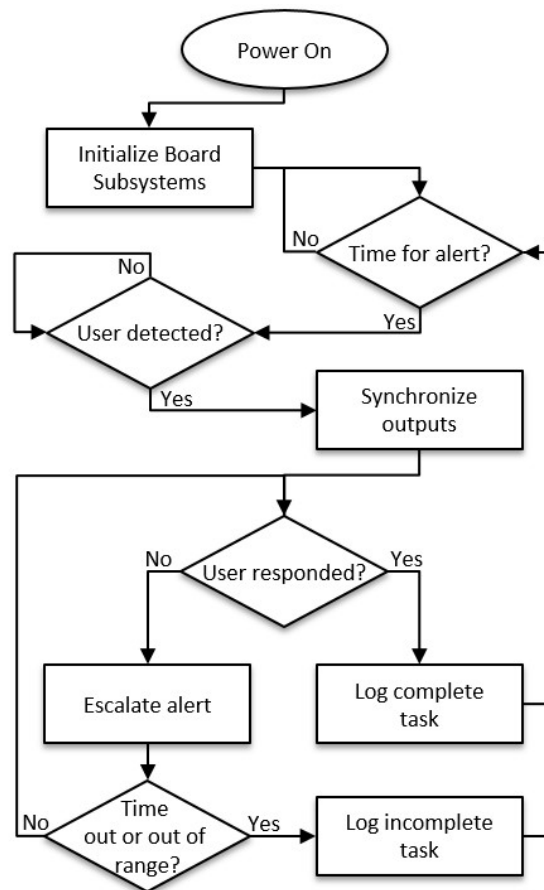 Power On
Initialize Board
Subsystems
No
Time for alert?
No
Yes
User detected?
Yes
Synchronize
outputs
No
Yes
User responded?
Escalate alert
Log complete
task
No
Time
out or out of
range?
Yes
Log incomplete
task